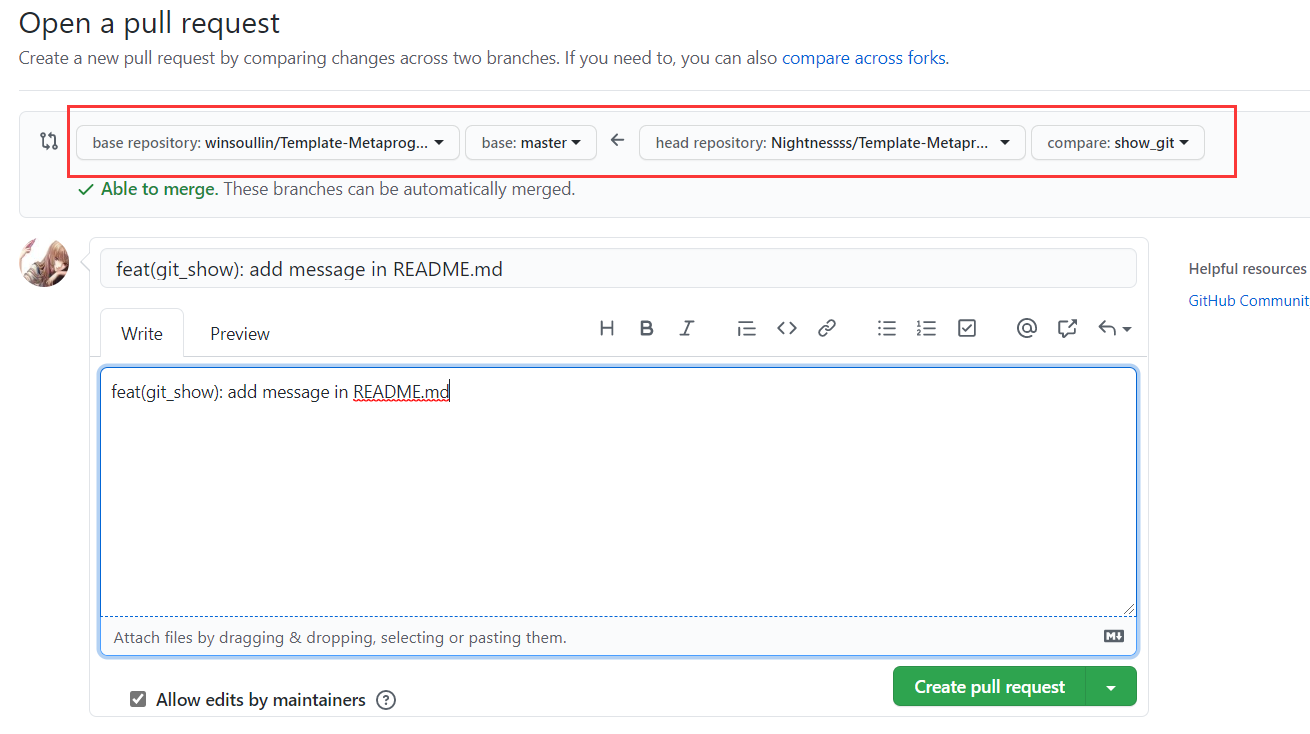 Open a pull request
Create a new pull request by comparing changes across two branches. If you need to, you can also compare across forks.
base repository: winsoullin/Template-Metaprog... base: master head repository: Nightnessss/Template-Metapr... compare: show_git
Able to merge. These branches can be automatically merged.
feat(git_show): add message in README.md
Helpful resources
GitHub Communit
Write Preview
feat(git_show): add message in README.md
Attach files by dragging & dropping, selecting or pasting them.
Allow edits by maintainers
Create pull request